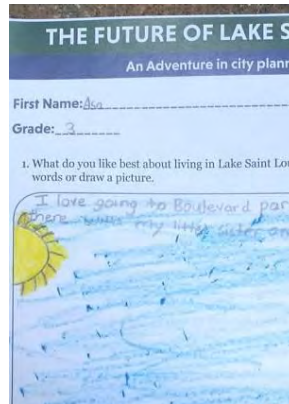 THE FUTURE OF LAKE S
An Adventure in city plann
First Name: Asa
Grade: 3
1. What do you like best about living in Lake Saint Lou
words or draw a picture.
I love going to Boulevard par
there with my little sister an